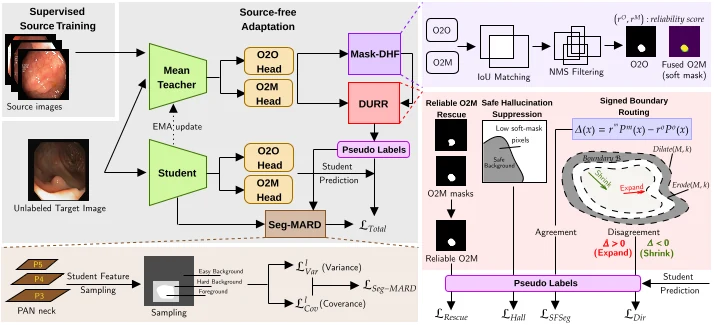 Supervised
Source Training
Source images
Unlabeled Target Image
Source-free
Adaptation
Mean
Teacher
O2O
Head
O2M
Head
EMA update
Student
O2O
Head
O2M
Head
Mask-DHF
DURR
Pseudo Labels
Student
Prediction
Seg-MARD
ℒTotal
O2O
O2M
IoU Matching
NMS Filtering
(r^O, r^M) : reliability score
O2O
Fused O2M
(soft mask)
Reliable O2M
Rescue
O2M masks
Reliable O2M
Safe Hallucination
Suppression
Low soft-mask
pixels
Safe
Background
Signed Boundary
Routing
Δ(x) = r^m P^m(x) − r^o P^o(x)
Boundary ℬ
Dilate(M, k)
Shrink
Expand
Erode(M, k)
Agreement
Disagreement
Δ > 0
(Expand)
Δ < 0
(Shrink)
Pseudo Labels
Student
Prediction
ℒRescue
ℒHall
ℒSFSeg
ℒDir
P5
P4
P3
PAN neck
Student Feature
Sampling
Easy Background
Hard Background
Foreground
Sampling
ℒ^l_Var (Variance)
ℒ^l_Cov (Coverance)
ℒSeg−MARD